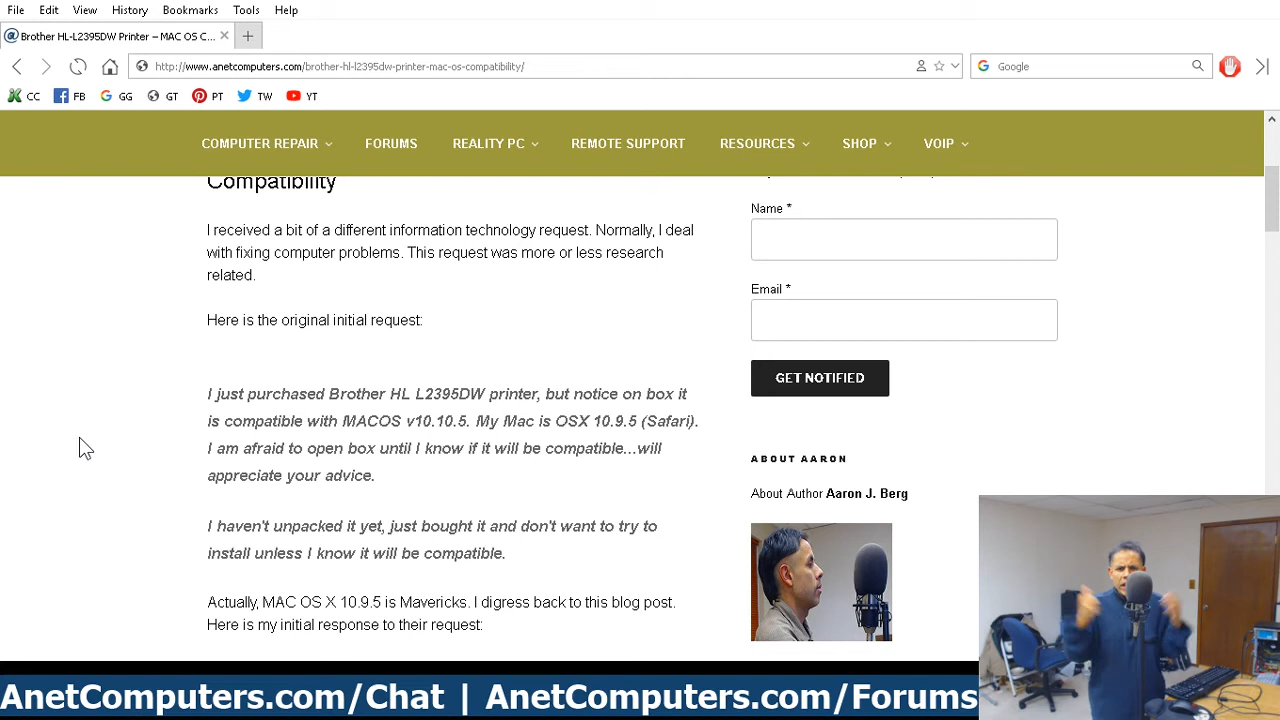 File Edit View History Bookmarks Tools Help
Brother HL-L2395DW Printer – MAC OS C...
http://www.anetcomputers.com/brother-hl-l2395dw-printer-mac-os-compatibility/
Google
CC FB GG GT PT TW YT
COMPUTER REPAIR FORUMS REALITY PC REMOTE SUPPORT RESOURCES SHOP VOIP
Compatibility
I received a bit of a different information technology request. Normally, I deal
with fixing computer problems. This request was more or less research
related.
Here is the original initial request:
I just purchased Brother HL L2395DW printer, but notice on box it
is compatible with MACOS v10.10.5. My Mac is OSX 10.9.5 (Safari).
I am afraid to open box until I know if it will be compatible...will
appreciate your advice.
I haven't unpacked it yet, just bought it and don't want to try to
install unless I know it will be compatible.
Actually, MAC OS X 10.9.5 is Mavericks. I digress back to this blog post.
Here is my initial response to their request:
Name *
Email *
GET NOTIFIED
ABOUT AARON
About Author Aaron J. Berg
AnetComputers.com/Chat | AnetComputers.com/Forums